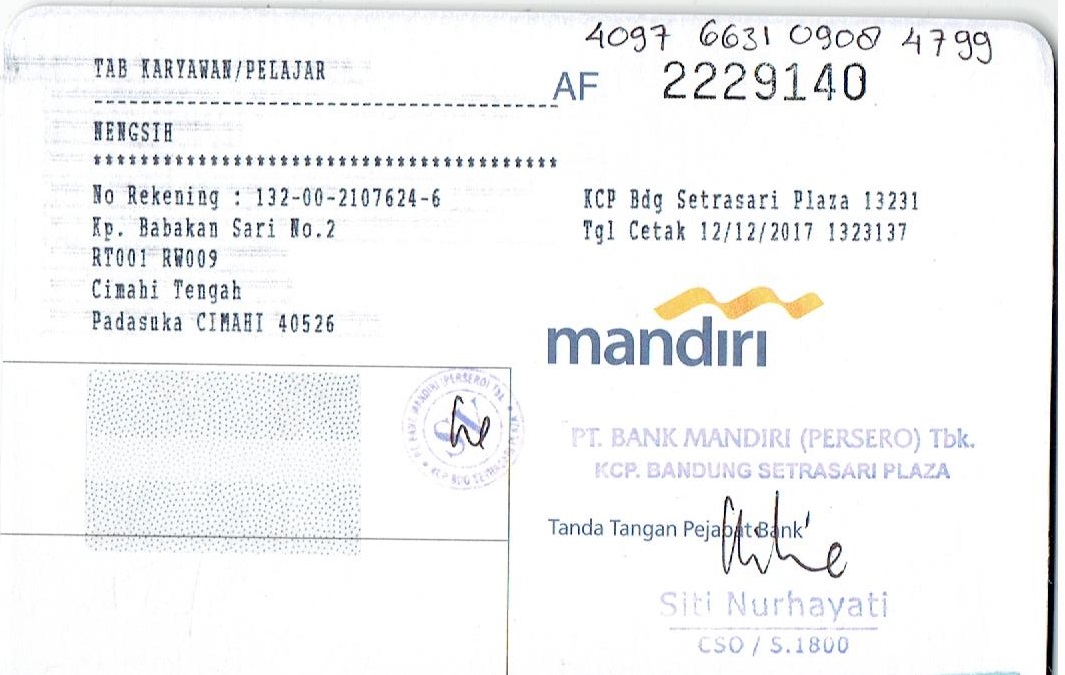 4097 6631 0908 4799
TAB KARYAWAN/PELAJAR
AF 2229140
NENGSIH
****************************************
No Rekening : 132-00-2107624-6
Kp. Babakan Sari No.2
RT001 RW009
Cimahi Tengah
Padasuka CIMAHI 40526
KCP Bdg Setrasari Plaza 13231
Tgl Cetak 12/12/2017 1323137
mandiri
PT. BANK MANDIRI (PERSERO) Tbk.
KCP. BANDUNG SETRASARI PLAZA
Tanda Tangan Pejabat Bank
Siti Nurhayati
CSO / S.1800
MANDIRI (PERSERO) Tbk
SN
KCP BDG